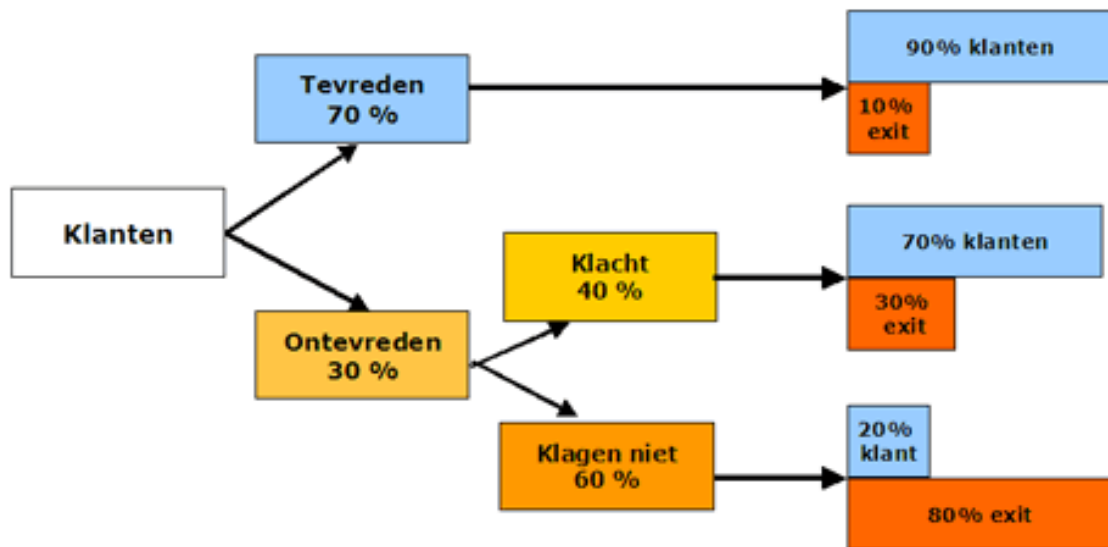 Klanten
Tevreden
70 %
Ontevreden
30 %
Klacht
40 %
Klagen niet
60 %
90% klanten
10%
exit
70% klanten
30%
exit
20%
klant
80% exit